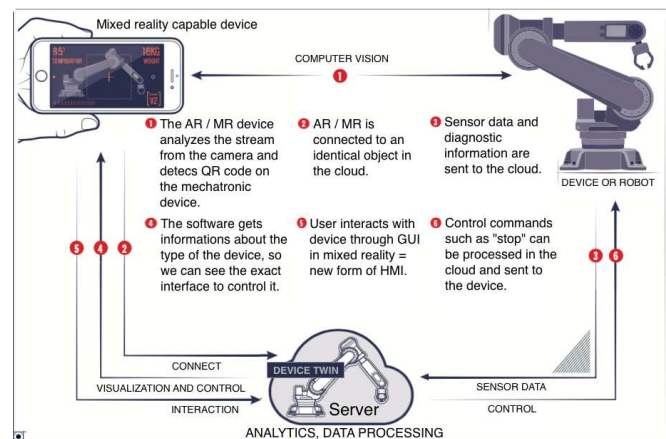 Mixed reality capable device
8.5°
TEMPERATURE
16KG
WEIGHT
[V2]
COMPUTER VISION
1
1 The AR / MR device
analyzes the stream
from the camera and
detecs QR code on
the mechatronic
device.
2 AR / MR is
connected to an
identical object in
the cloud.
3 Sensor data and
diagnostic
information are
sent to the cloud.
DEVICE OR ROBOT
4 The software gets
informations about the
type of the device, so
we can see the exact
interface to control it.
5 User interacts with
device through GUI
in mixed reality =
new form of HMI.
6 Control commands
such as "stop" can
be processed in the
cloud and sent to
the device.
5 4 2
3 6
CONNECT
VISUALIZATION AND CONTROL
INTERACTION
DEVICE TWIN
Server
SENSOR DATA
CONTROL
ANALYTICS, DATA PROCESSING